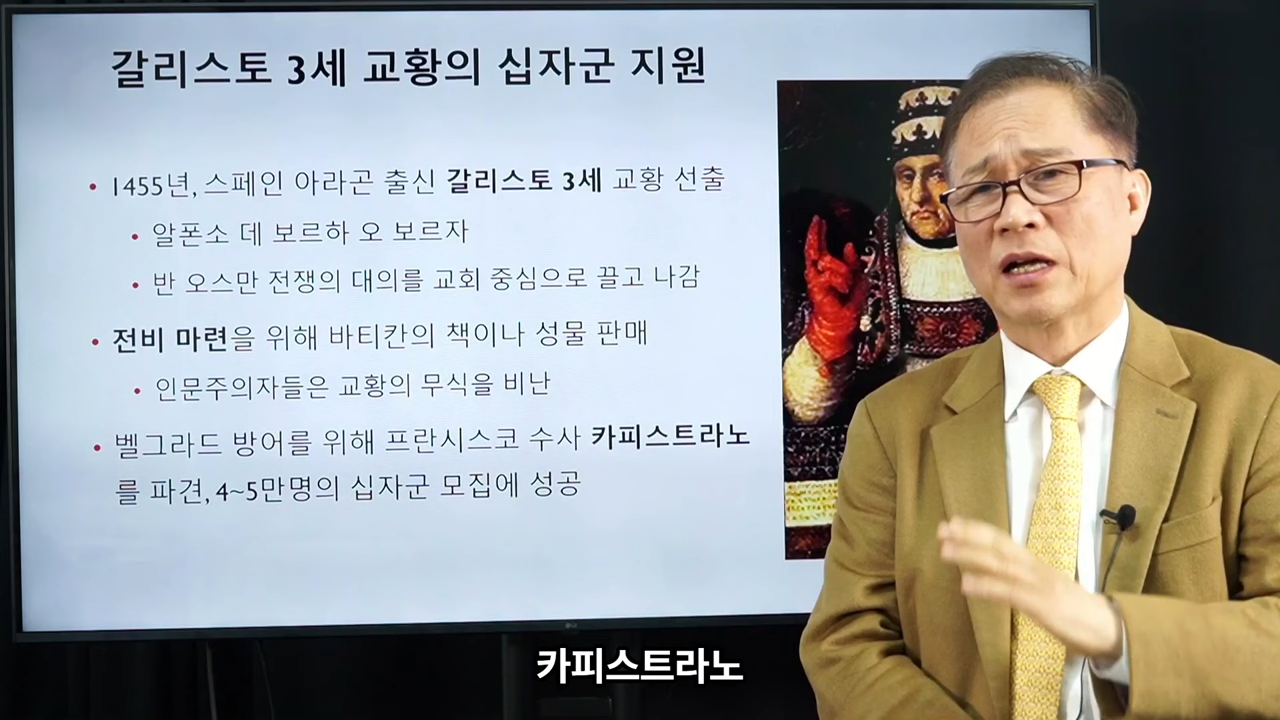 갈리스토 3세 교황의 십자군 지원
• 1455년, 스페인 아라곤 출신 갈리스토 3세 교황 선출
• 알폰소 데 보르하 오 보르자
• 반 오스만 전쟁의 대의를 교회 중심으로 끌고 나감
• 전비 마련을 위해 바티칸의 책이나 성물 판매
• 인문주의자들은 교황의 무식을 비난
• 벨그라드 방어를 위해 프란시스코 수사 카피스트라노
를 파견, 4~5만명의 십자군 모집에 성공
LG
카피스트라노